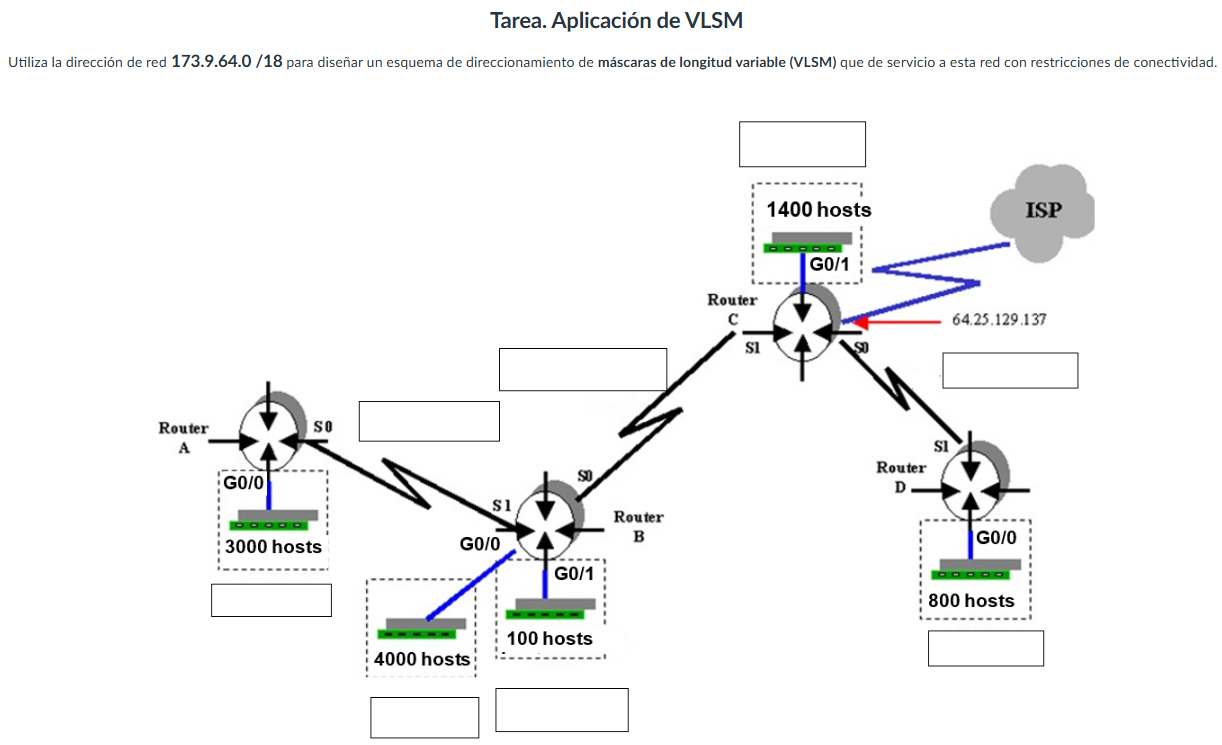 Tarea. Aplicación de VLSM
Utiliza la dirección de red 173.9.64.0 /18 para diseñar un esquema de direccionamiento de máscaras de longitud variable (VLSM) que de servicio a esta red con restricciones de conectividad.
1400 hosts
ISP
G0/1
Router
C
64.25.129.137
S1
S0
Router
A
S0
G0/0
3000 hosts
S0
S1
Router
B
G0/0
G0/1
100 hosts
4000 hosts
S1
Router
D
G0/0
800 hosts